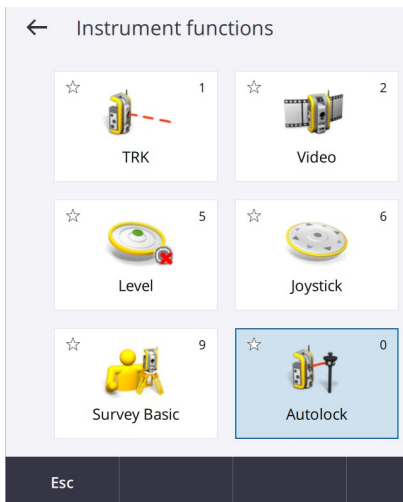 Instrument functions
1
2
TRK
Video
5
6
Level
Joystick
9
0
Survey Basic
Autolock
Esc